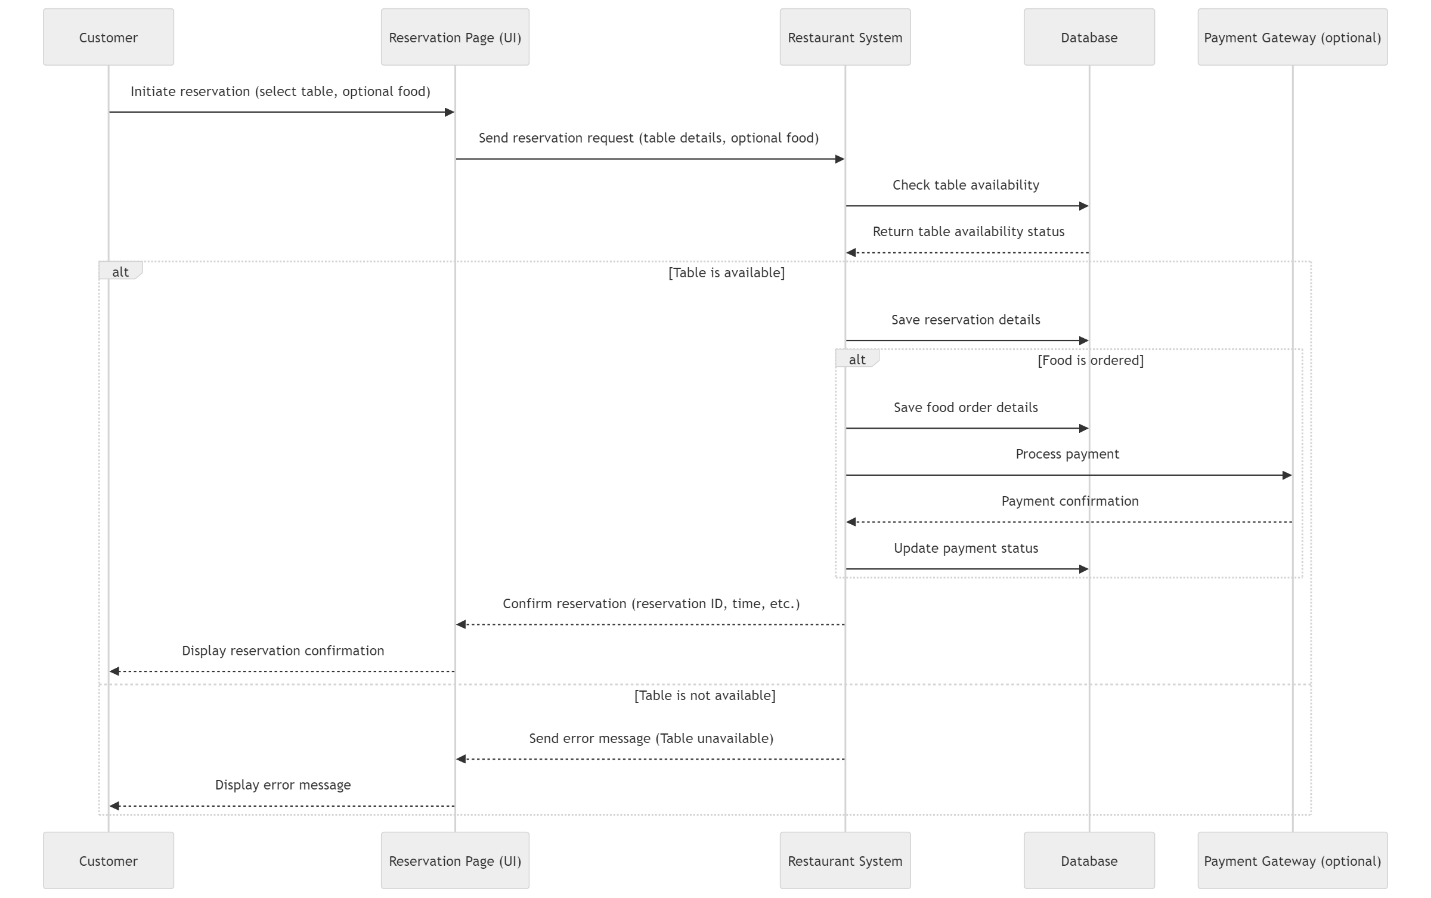 Customer
Reservation Page (UI)
Restaurant System
Database
Payment Gateway (optional)
Initiate reservation (select table, optional food)
Send reservation request (table details, optional food)
Check table availability
Return table availability status
alt
[Table is available]
Save reservation details
alt
[Food is ordered]
Save food order details
Process payment
Payment confirmation
Update payment status
Confirm reservation (reservation ID, time, etc.)
Display reservation confirmation
[Table is not available]
Send error message (Table unavailable)
Display error message
Customer
Reservation Page (UI)
Restaurant System
Database
Payment Gateway (optional)